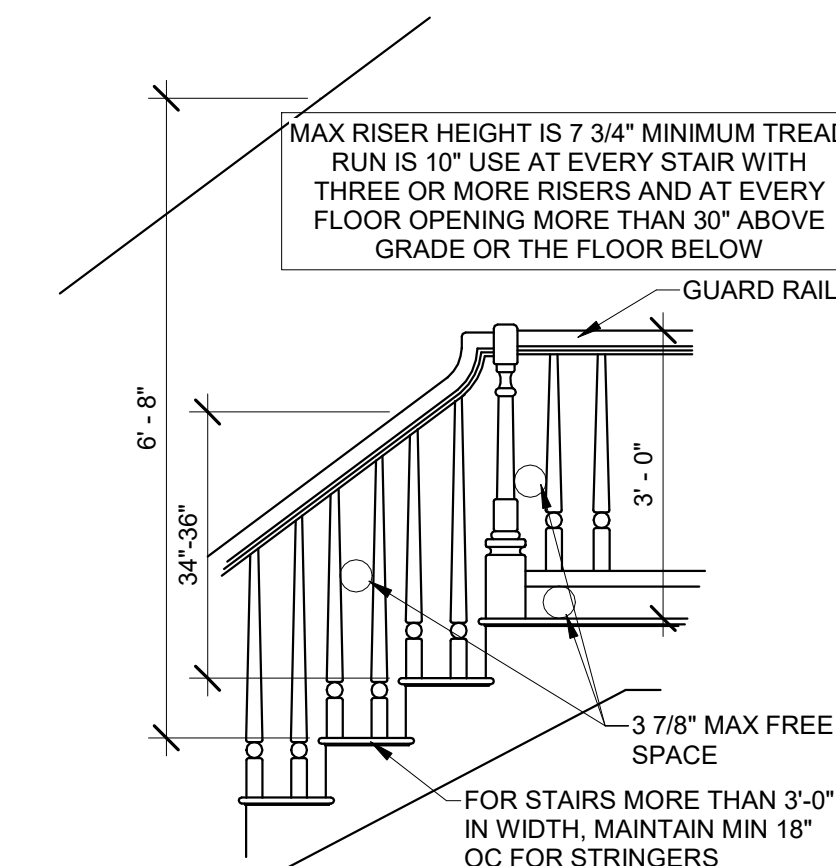 MAX RISER HEIGHT IS 7 3/4" MINIMUM TREAD
RUN IS 10" USE AT EVERY STAIR WITH
THREE OR MORE RISERS AND AT EVERY
FLOOR OPENING MORE THAN 30" ABOVE
GRADE OR THE FLOOR BELOW
GUARD RAIL
6' - 8"
34"-36"
3' - 0"
3 7/8" MAX FREE
SPACE
FOR STAIRS MORE THAN 3'-0"
IN WIDTH, MAINTAIN MIN 18"
OC FOR STRINGERS